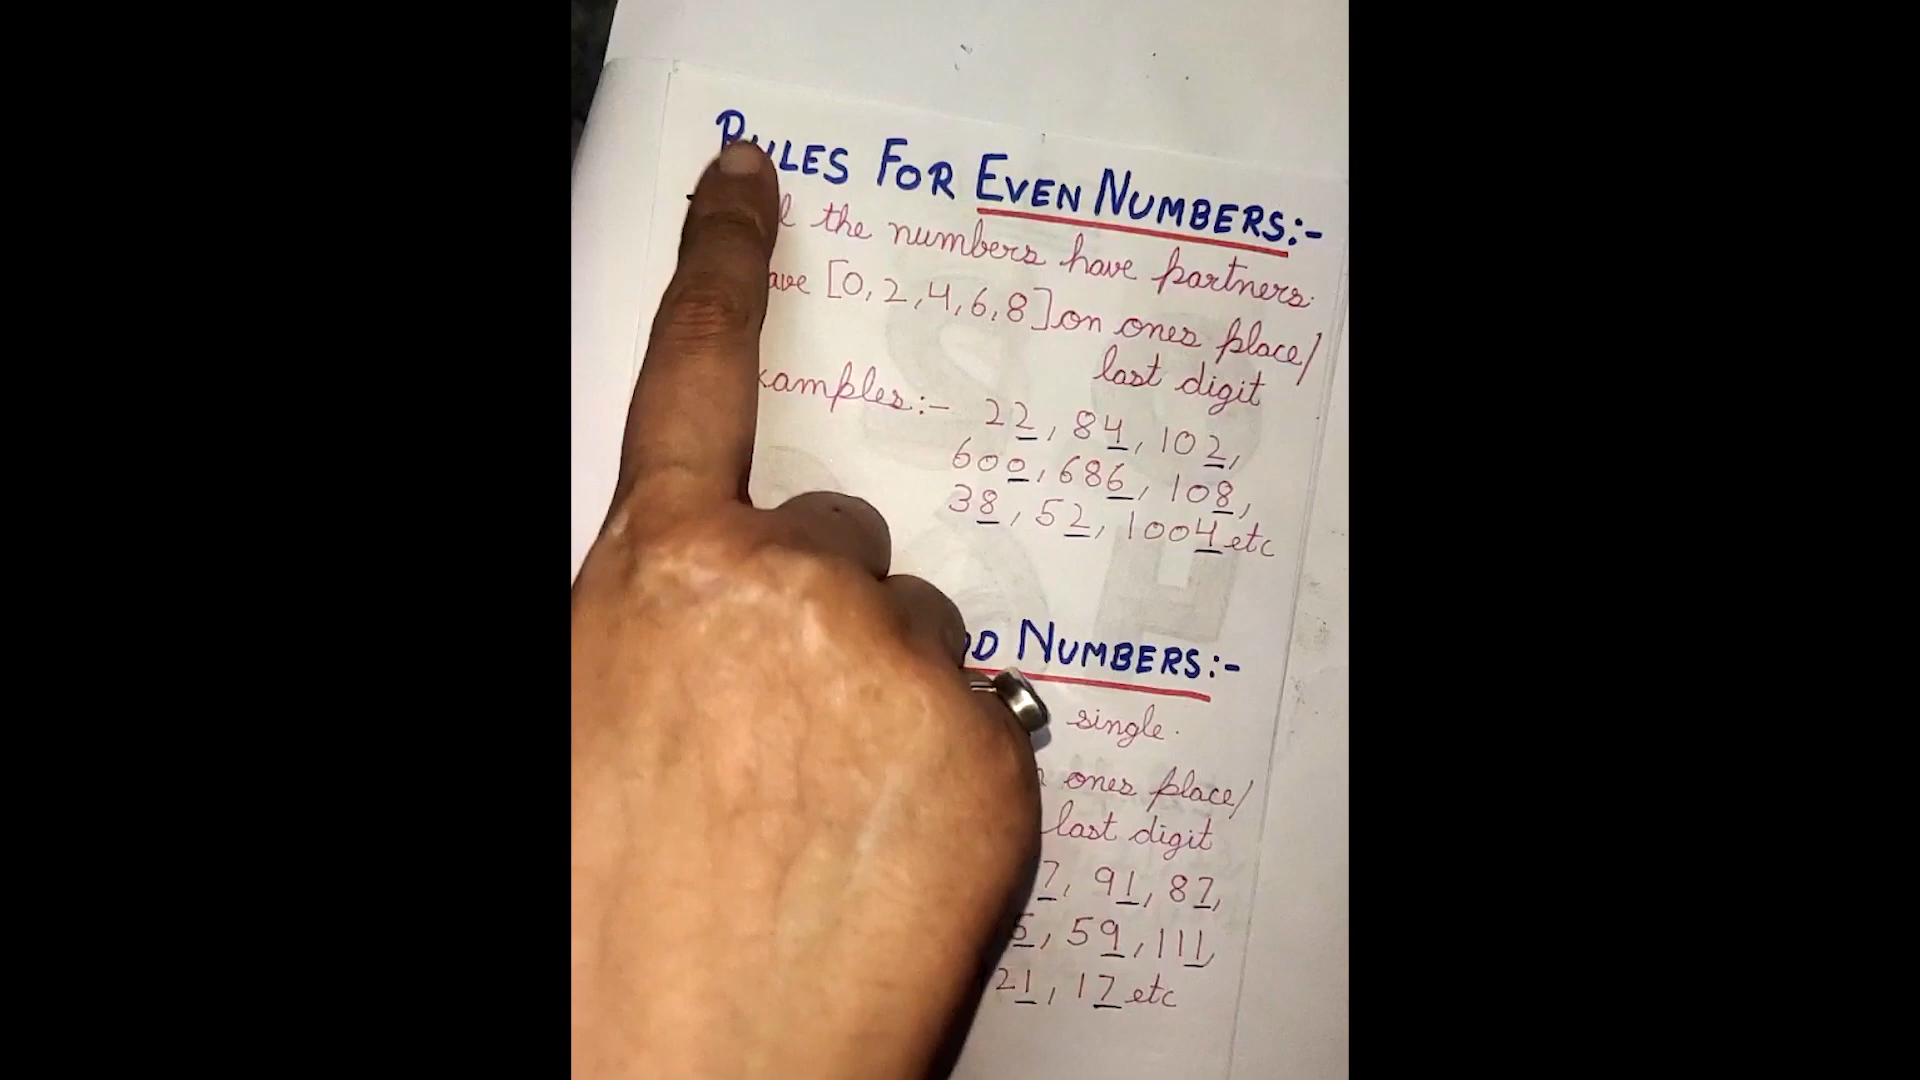 RULES FOR EVEN NUMBERS:-
the numbers have partners.
[0, 2, 4, 6, 8] on ones place/
last digit
xamples:- 22, 84, 102,
600, 686, 108,
38, 52, 1004 etc
NUMBERS:-
single.
ones place/
last digit
7, 91, 87,
5, 59, 111,
21, 17 etc